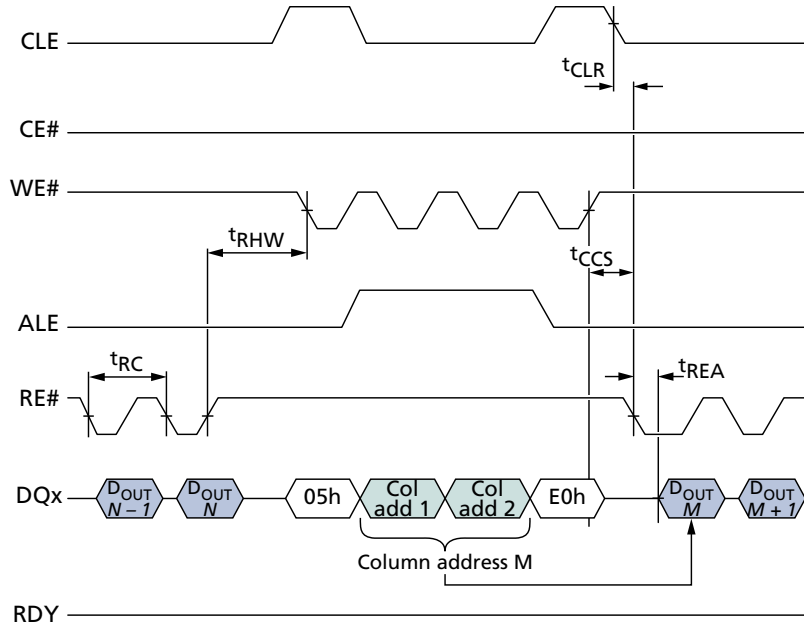 CLE
tCLR
CE#
WE#
tRHW
tCCS
ALE
tRC
tREA
RE#
DQx
DOUT
N – 1
DOUT
N
05h
Col
add 1
Col
add 2
E0h
DOUT
M
DOUT
M + 1
Column address M
RDY